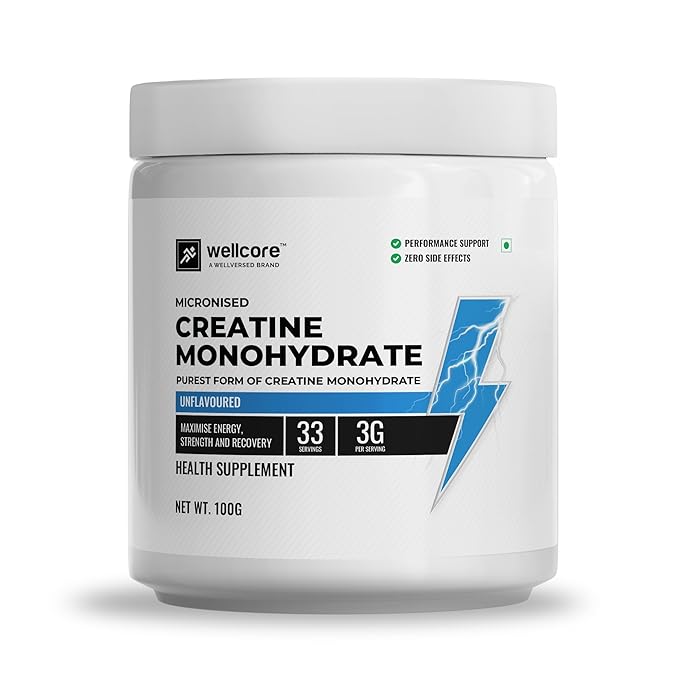 wellcore™
A WELLVERSED BRAND
PERFORMANCE SUPPORT
ZERO SIDE EFFECTS
MICRONISED
CREATINE
MONOHYDRATE
PUREST FORM OF CREATINE MONOHYDRATE
UNFLAVOURED
MAXIMISE ENERGY,
STRENGTH AND RECOVERY
33
SERVINGS
3G
PER SERVING
HEALTH SUPPLEMENT
NET WT. 100G